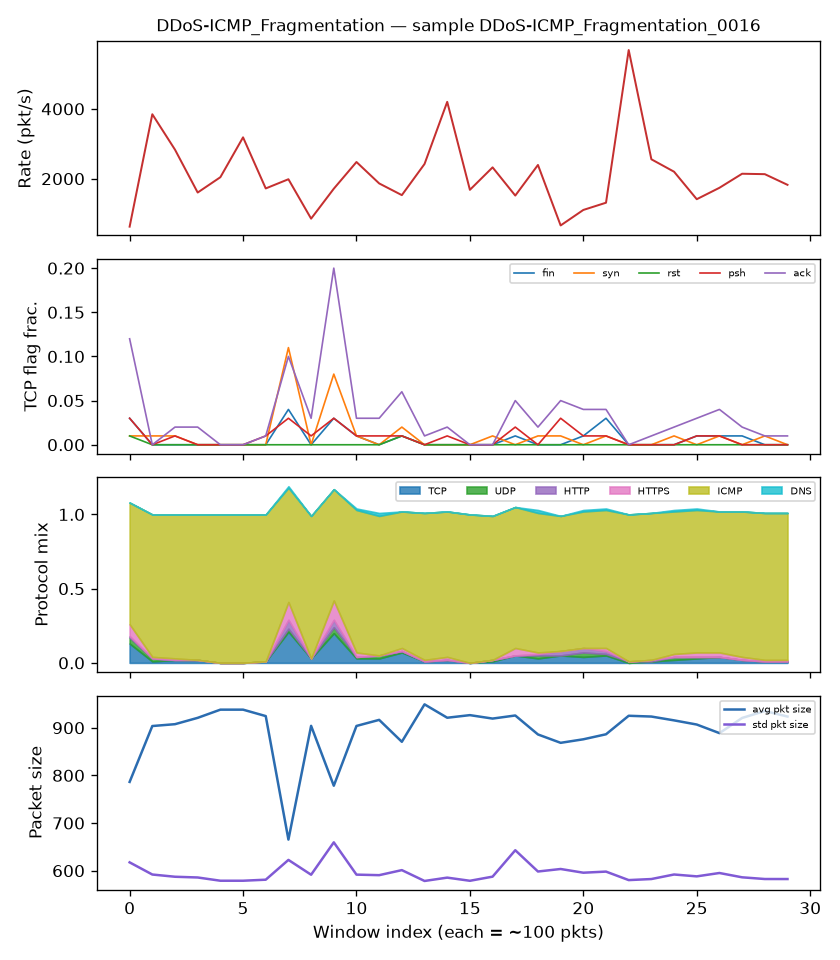 DDoS-ICMP_Fragmentation — sample DDoS-ICMP_Fragmentation_0016
Rate (pkt/s)
4000
2000
TCP flag frac.
0.20
0.15
0.10
0.05
0.00
fin syn rst psh ack
Protocol mix
1.0
0.5
0.0
TCP UDP HTTP HTTPS ICMP DNS
Packet size
900
800
700
600
avg pkt size
std pkt size
0 5 10 15 20 25 30
Window index (each = ~100 pkts)